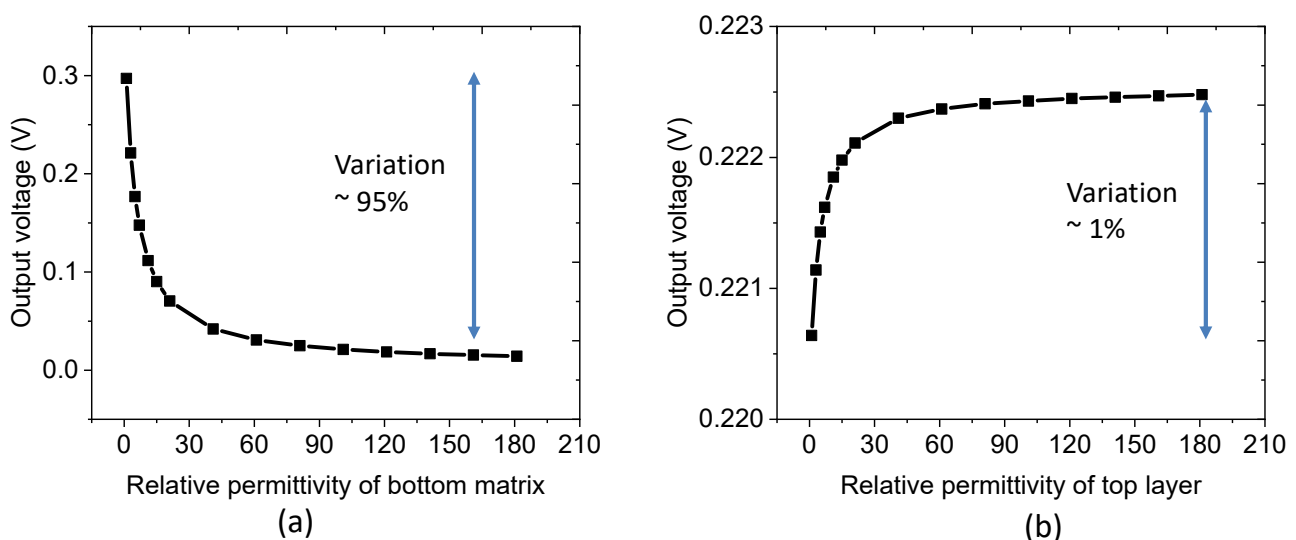 Output voltage (V)
0.3
0.2
0.1
0.0
Variation
~ 95%
0 30 60 90 120 150 180 210
Relative permittivity of bottom matrix
(a)
Output voltage (V)
0.223
0.222
0.221
0.220
Variation
~ 1%
0 30 60 90 120 150 180 210
Relative permittivity of top layer
(b)